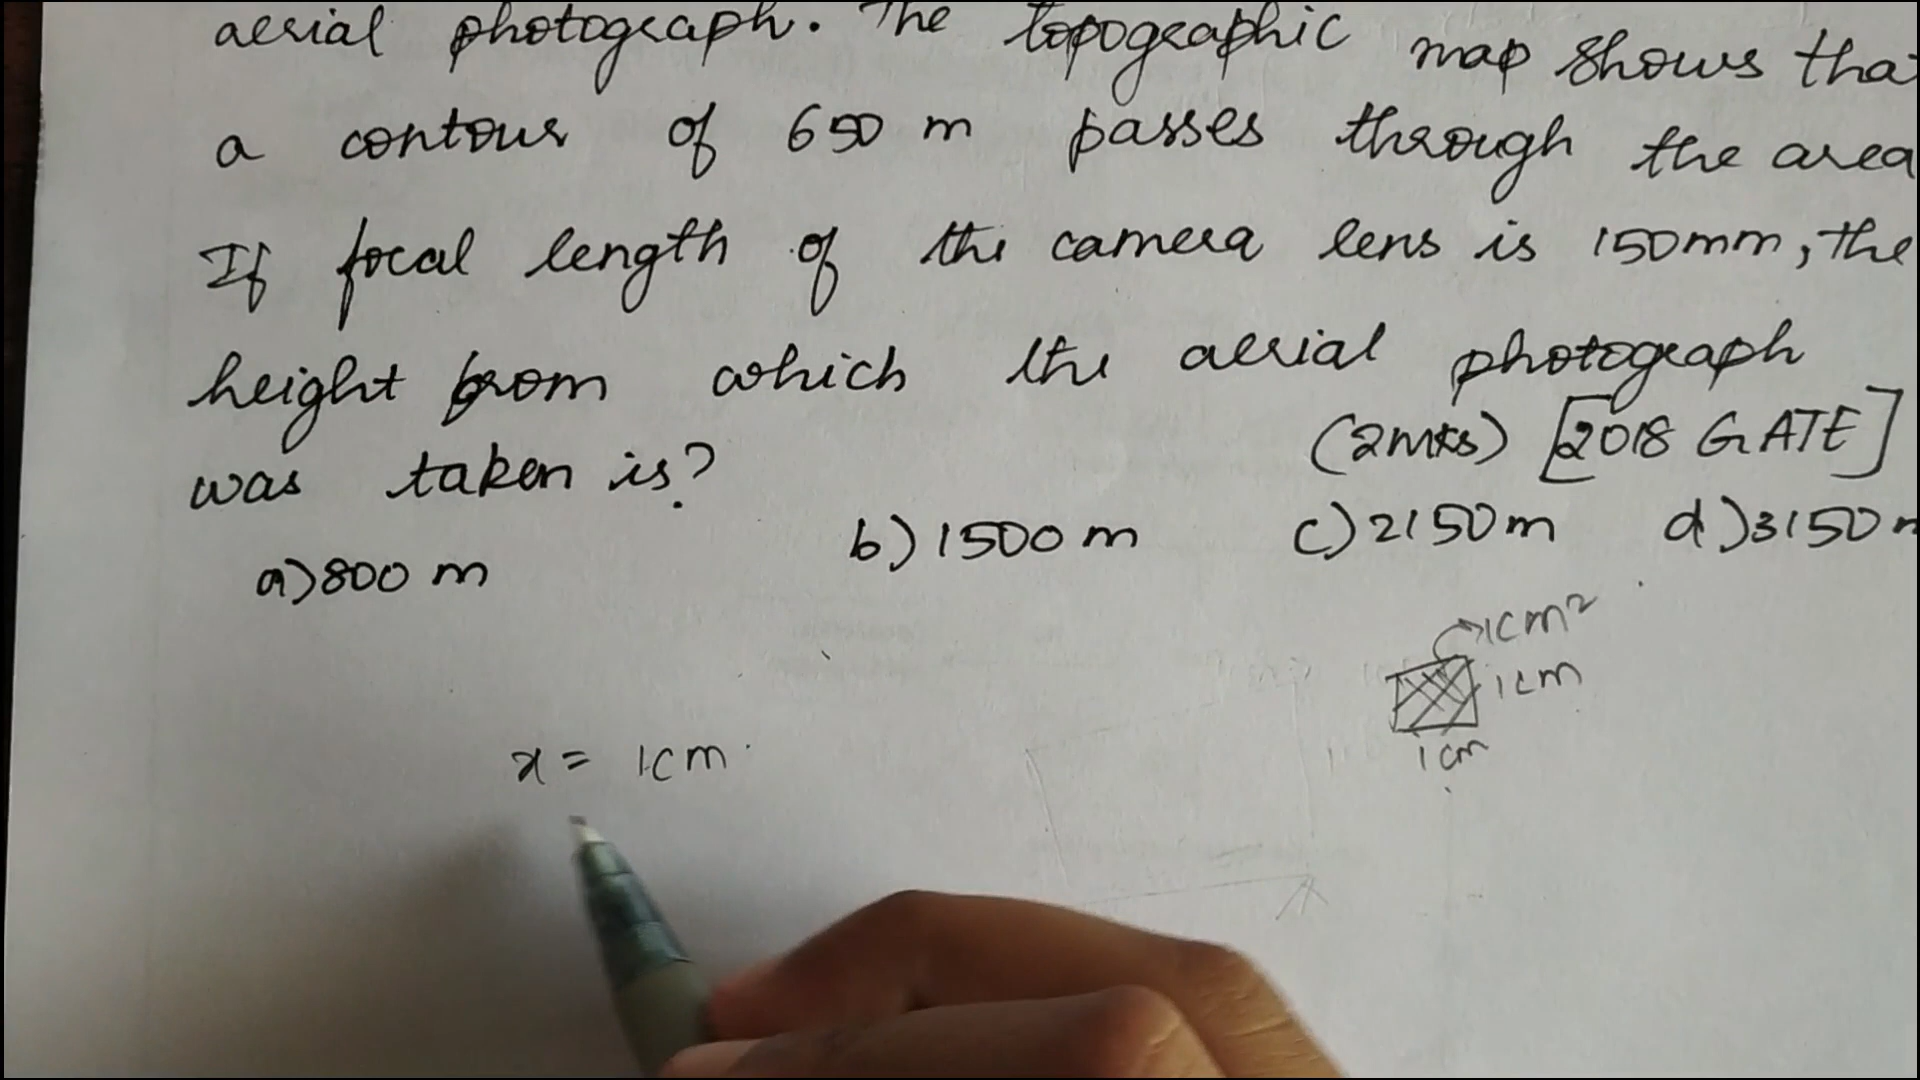 aerial photograph. The topographic map shows tha
a contour of 650 m passes through the area
If focal length of the camera lens is 150mm, the
height from which the aerial photograph
was taken is? (2mks) [2018 GATE]
a) 800 m b) 1500 m c) 2150m d) 3150 m
1cm²
1cm
1cm
x = 1cm